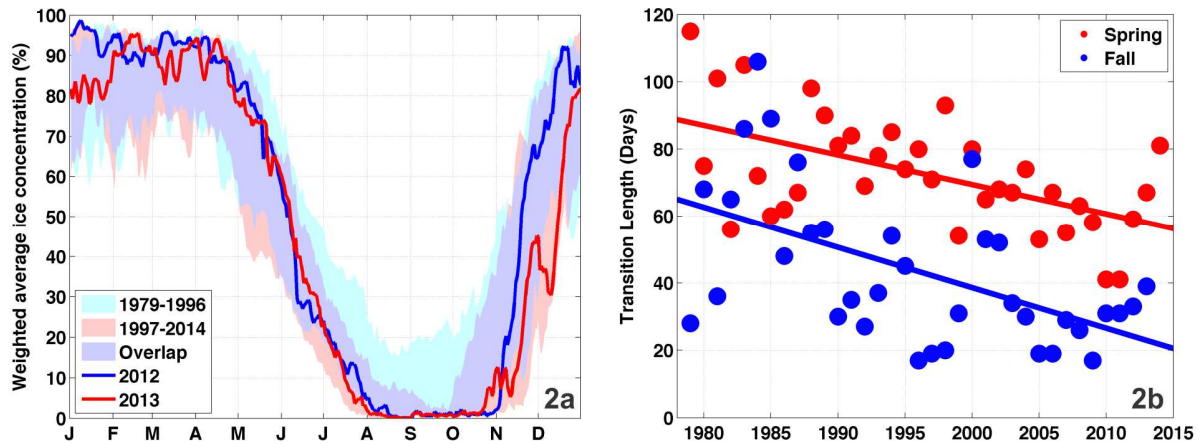 Weighted average ice concentration (%)
100
90
80
70
60
50
40
30
20
10
0
1979-1996
1997-2014
Overlap
2012
2013
2a
J F M A M J J A S O N D
Transition Length (Days)
120
100
80
60
40
20
0
Spring
Fall
2b
1980 1985 1990 1995 2000 2005 2010 2015